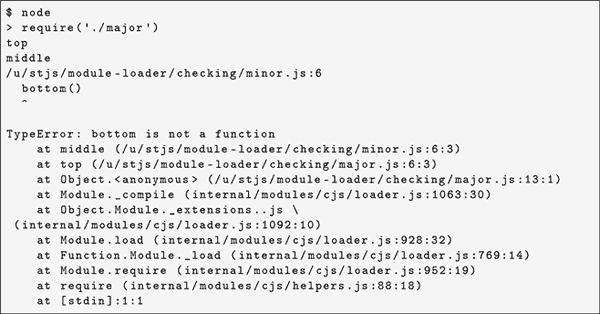 $ node
> require('./major')
top
middle
/u/stjs/module-loader/checking/minor.js:6
  bottom()
  ^

TypeError: bottom is not a function
    at middle (/u/stjs/module-loader/checking/minor.js:6:3)
    at top (/u/stjs/module-loader/checking/major.js:6:3)
    at Object.<anonymous> (/u/stjs/module-loader/checking/major.js:13:1)
    at Module._compile (internal/modules/cjs/loader.js:1063:30)
    at Object.Module._extensions..js \
 (internal/modules/cjs/loader.js:1092:10)
    at Module.load (internal/modules/cjs/loader.js:928:32)
    at Function.Module._load (internal/modules/cjs/loader.js:769:14)
    at Module.require (internal/modules/cjs/loader.js:952:19)
    at require (internal/modules/cjs/helpers.js:88:18)
    at [stdin]:1:1